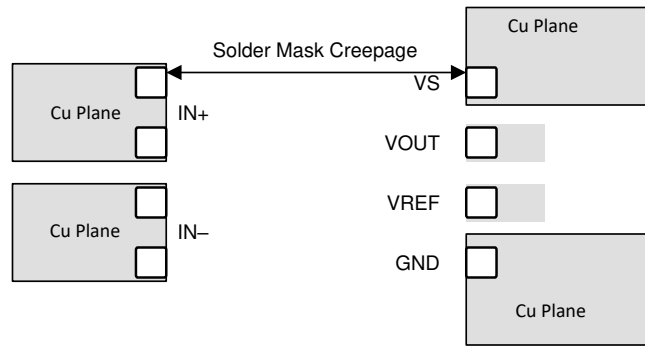 Cu Plane
Solder Mask Creepage
VS
Cu Plane
IN+
VOUT
VREF
Cu Plane
IN–
GND
Cu Plane